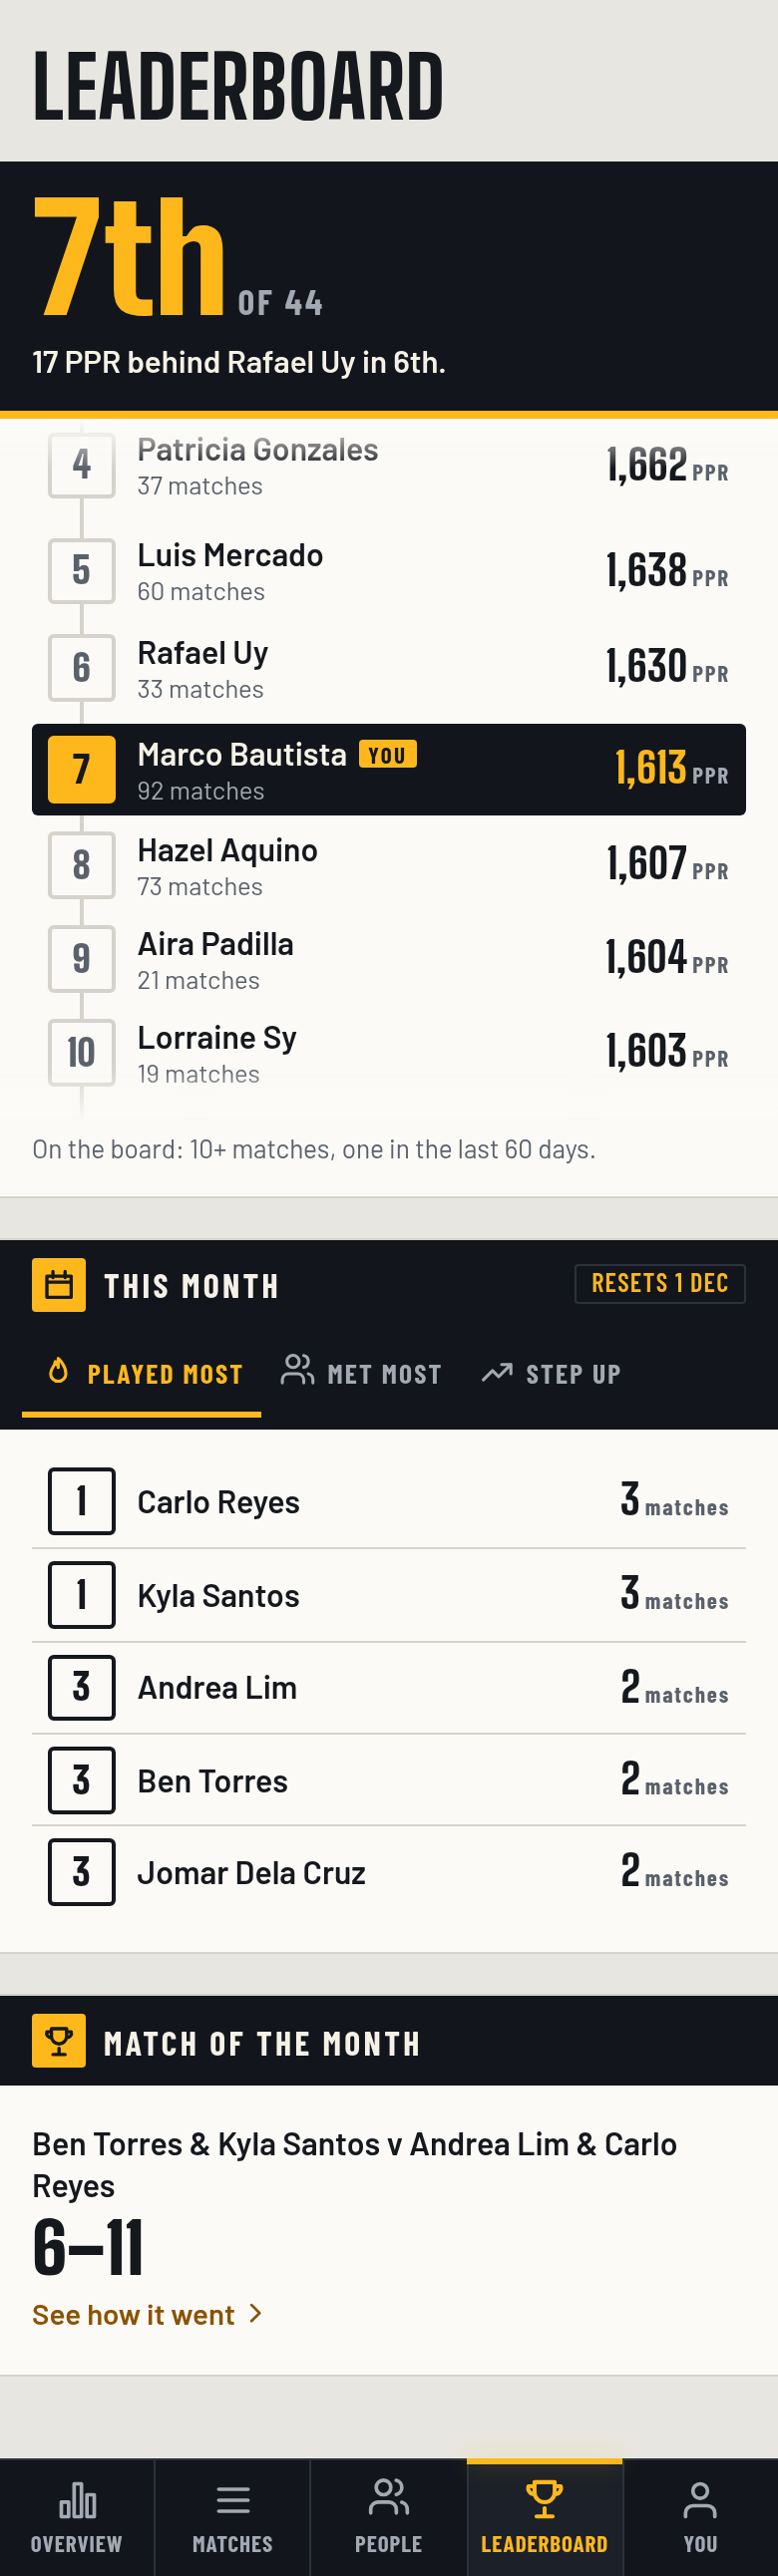 LEADERBOARD
7th OF 44
17 PPR behind Rafael Uy in 6th.
4 Patricia Gonzales 1,662 PPR
37 matches
5 Luis Mercado 1,638 PPR
60 matches
6 Rafael Uy 1,630 PPR
33 matches
7 Marco Bautista YOU 1,613 PPR
92 matches
8 Hazel Aquino 1,607 PPR
73 matches
9 Aira Padilla 1,604 PPR
21 matches
10 Lorraine Sy 1,603 PPR
19 matches
On the board: 10+ matches, one in the last 60 days.
THIS MONTH RESETS 1 DEC
PLAYED MOST MET MOST STEP UP
1 Carlo Reyes 3 matches
1 Kyla Santos 3 matches
3 Andrea Lim 2 matches
3 Ben Torres 2 matches
3 Jomar Dela Cruz 2 matches
MATCH OF THE MONTH
Ben Torres & Kyla Santos v Andrea Lim & Carlo
Reyes
6–11
See how it went
OVERVIEW MATCHES PEOPLE LEADERBOARD YOU